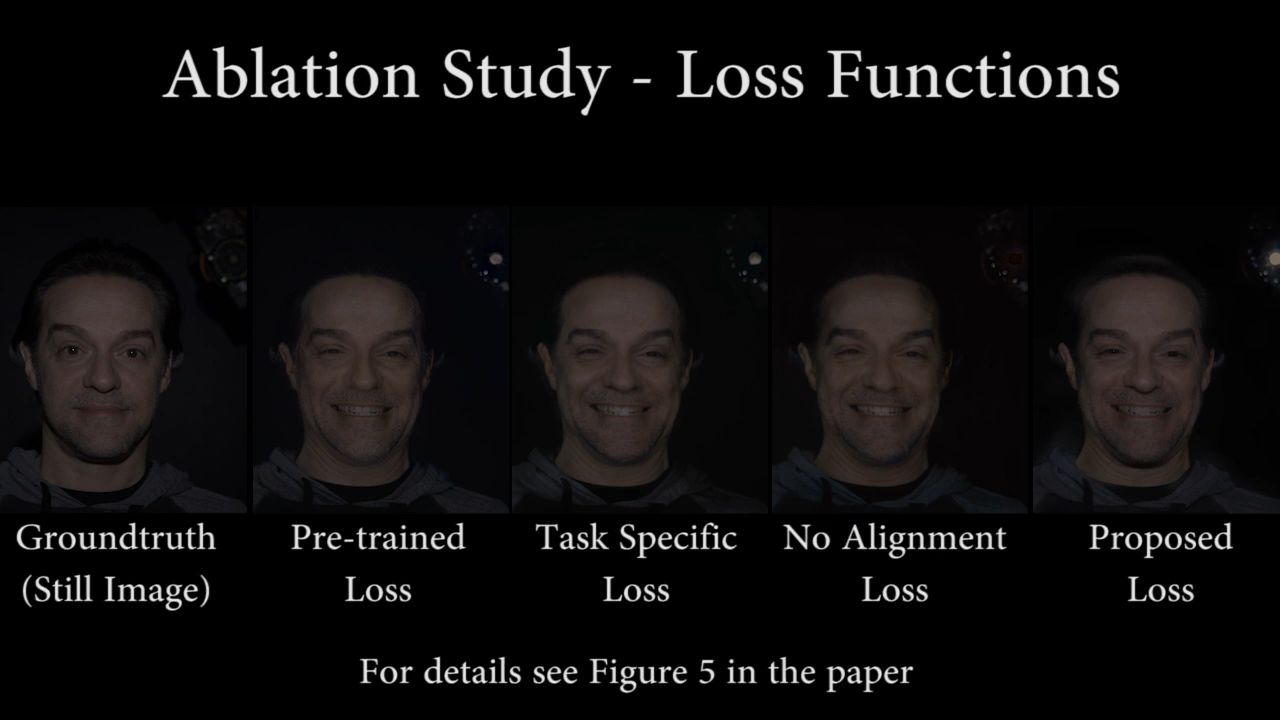 Ablation Study - Loss Functions
Groundtruth
(Still Image)
Pre-trained
Loss
Task Specific
Loss
No Alignment
Loss
Proposed
Loss
For details see Figure 5 in the paper